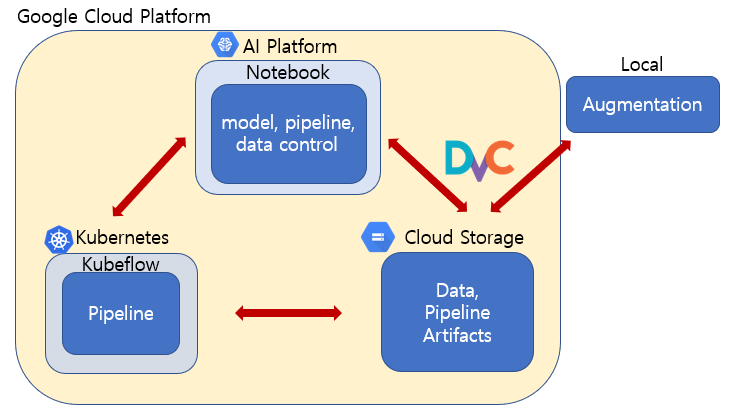 Google Cloud Platform
AI Platform
Notebook
model, pipeline,
data control
Local
Augmentation
DVC
Kubernetes
Kubeflow
Pipeline
Cloud Storage
Data,
Pipeline
Artifacts